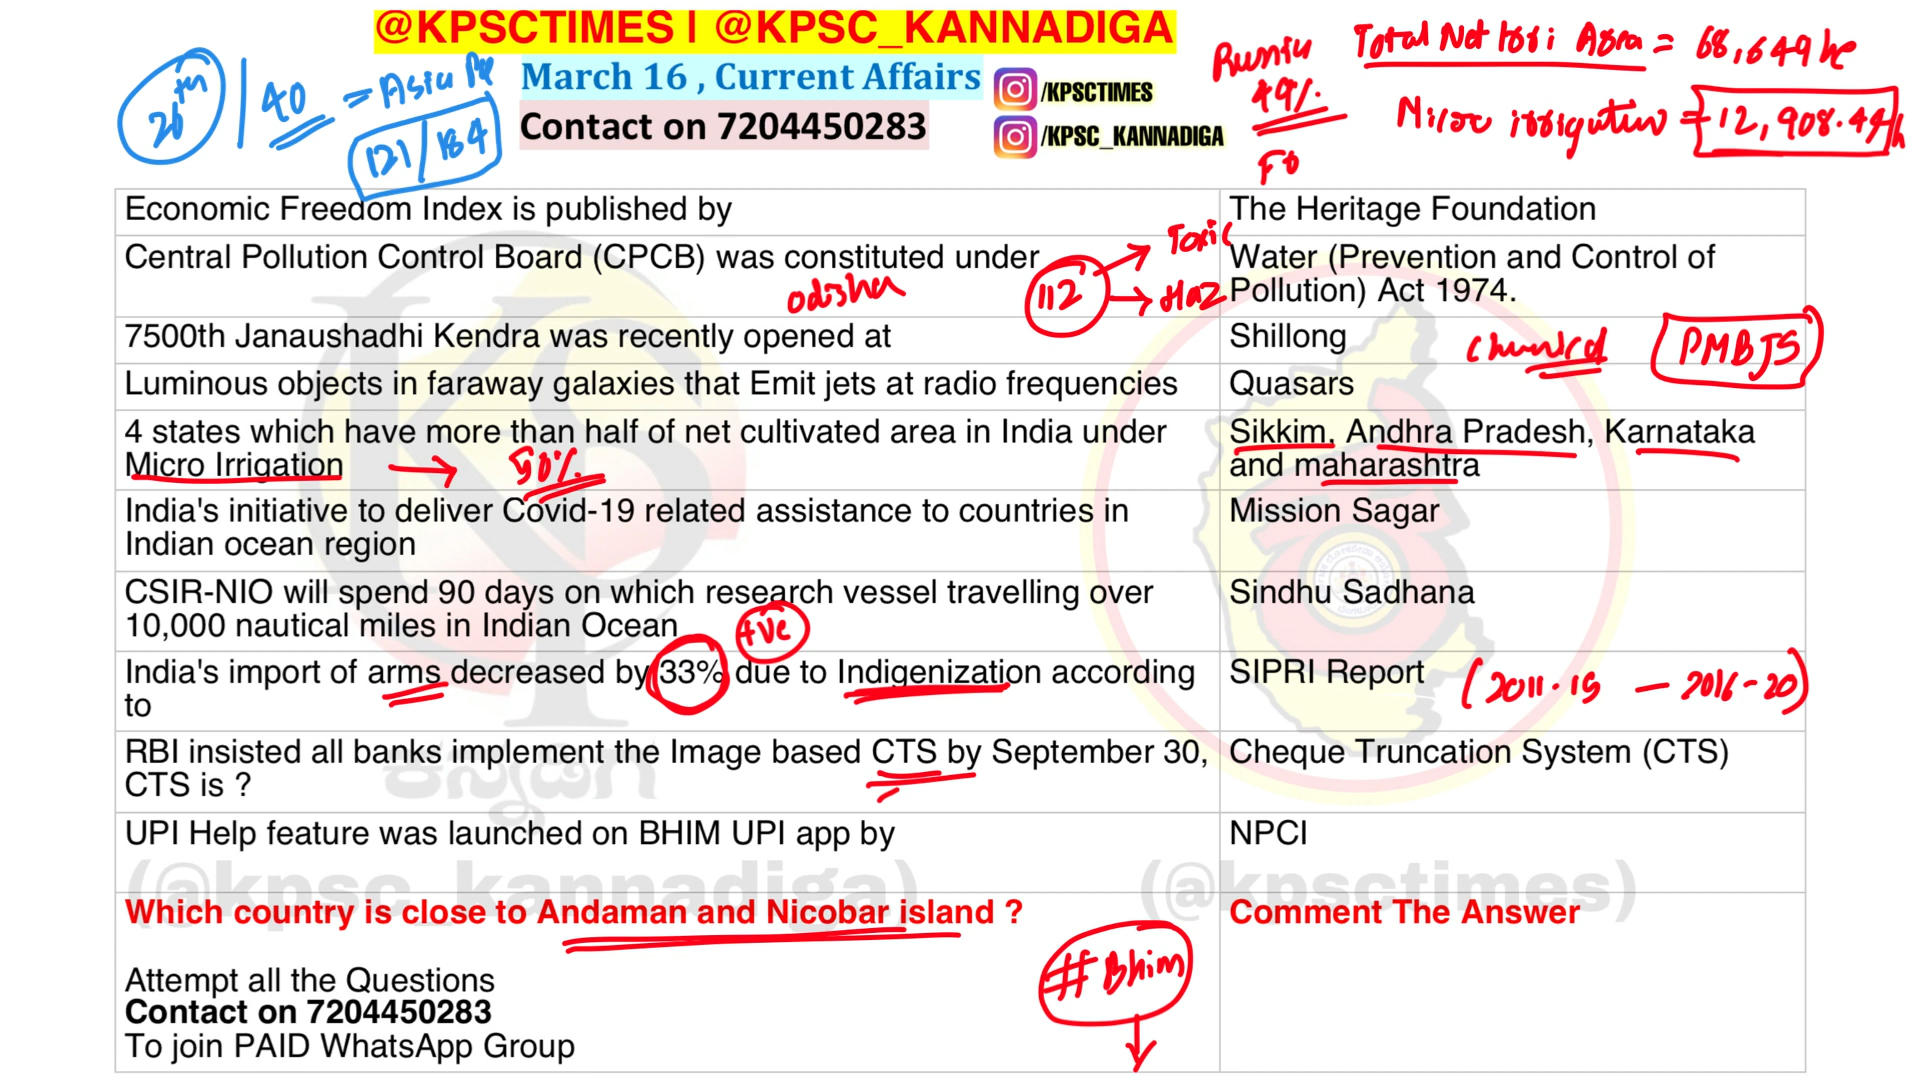 @KPSCTIMES | @KPSC_KANNADIGA
March 16 , Current Affairs
/KPSCTIMES
Contact on 7204450283
/KPSC_KANNADIGA
26th / 40 = Asia
121/184
49%
Total Net = 68,649
Micro irrigation = 12,908.44
Economic Freedom Index is published by
The Heritage Foundation
Central Pollution Control Board (CPCB) was constituted under
Water (Prevention and Control of
Pollution) Act 1974.
odisha
112
Toxic
Haz
7500th Janaushadhi Kendra was recently opened at
Shillong
chemical
PMBJS
Luminous objects in faraway galaxies that Emit jets at radio frequencies
Quasars
4 states which have more than half of net cultivated area in India under
Micro Irrigation
50%
Sikkim, Andhra Pradesh, Karnataka
and maharashtra
India's initiative to deliver Covid-19 related assistance to countries in
Indian ocean region
Mission Sagar
CSIR-NIO will spend 90 days on which research vessel travelling over
10,000 nautical miles in Indian Ocean
Sindhu Sadhana
+ve
India's import of arms decreased by 33% due to Indigenization according
to
SIPRI Report
(2011-15 - 2016-20)
RBI insisted all banks implement the Image based CTS by September 30,
CTS is ?
Cheque Truncation System (CTS)
ಕನ್ನಡಿಗ
UPI Help feature was launched on BHIM UPI app by
NPCI
(@kpsc_kannadiga)
(@kpsctimes)
Which country is close to Andaman and Nicobar island ?
Comment The Answer
#Bhim
Attempt all the Questions
Contact on 7204450283
To join PAID WhatsApp Group